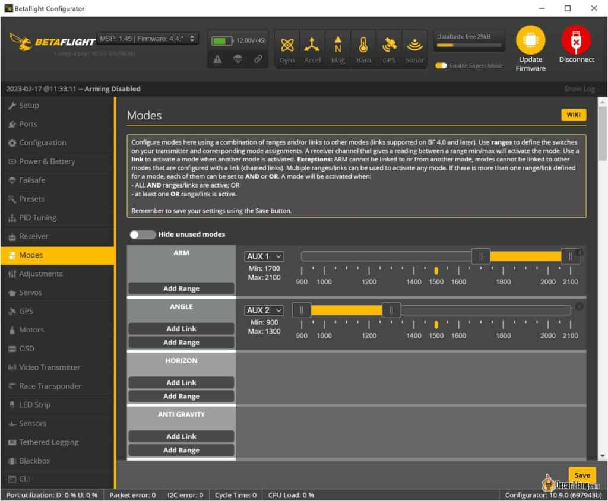 Betaflight Configurator
BETAFLIGHT
MSP: 1.45 | Firmware: 4.4.
12.00V/4S
Gyro Accel Mag Baro GPS Sonar
Dataflash: free 2MB
Enable Expert Mode
Update
Firmware
Disconnect
2023-02-17 @11:33:11 -- Arming Disabled
Show Log
Setup
Ports
Configuration
Power & Battery
Failsafe
Presets
PID Tuning
Receiver
Modes
Adjustments
Servos
GPS
Motors
OSD
Video Transmitter
Race Transponder
LED Strip
Sensors
Tethered Logging
Blackbox
CLI
Modes
WIKI
Configure modes here using a combination of ranges and/or links to other modes (links supported on BF 4.0 and later). Use ranges to define the switches
on your transmitter and corresponding mode assignments. A receiver channel that gives a reading between a range min/max will activate the mode. Use a
link to activate a mode when another mode is activated. Exceptions: ARM cannot be linked to or from another mode, modes cannot be linked to other
modes that are configured with a link (chained links). Multiple ranges/links can be used to activate any mode. If there is more than one range/link defined
for a mode, each of them can be set to AND or OR. A mode will be activated when:
- ALL AND ranges/links are active; OR
- at least one OR range/link is active.
Remember to save your settings using the Save button.
Hide unused modes
ARM
Add Range
AUX 1
Min: 1700
Max: 2100
900 1000 1200 1400 1500 1600 1800 2000 2100
ANGLE
Add Link
Add Range
AUX 2
Min: 900
Max: 1300
900 1000 1200 1400 1500 1600 1800 2000 2100
HORIZON
Add Link
Add Range
ANTI GRAVITY
Add Link
Add Range
Save
Port utilization: D: 0 % U: 0 % Packet error: 0 I2C error: 0 Cycle Time: 0 CPU Load: 0 %
Configurator: 10.9.0 (697943b)